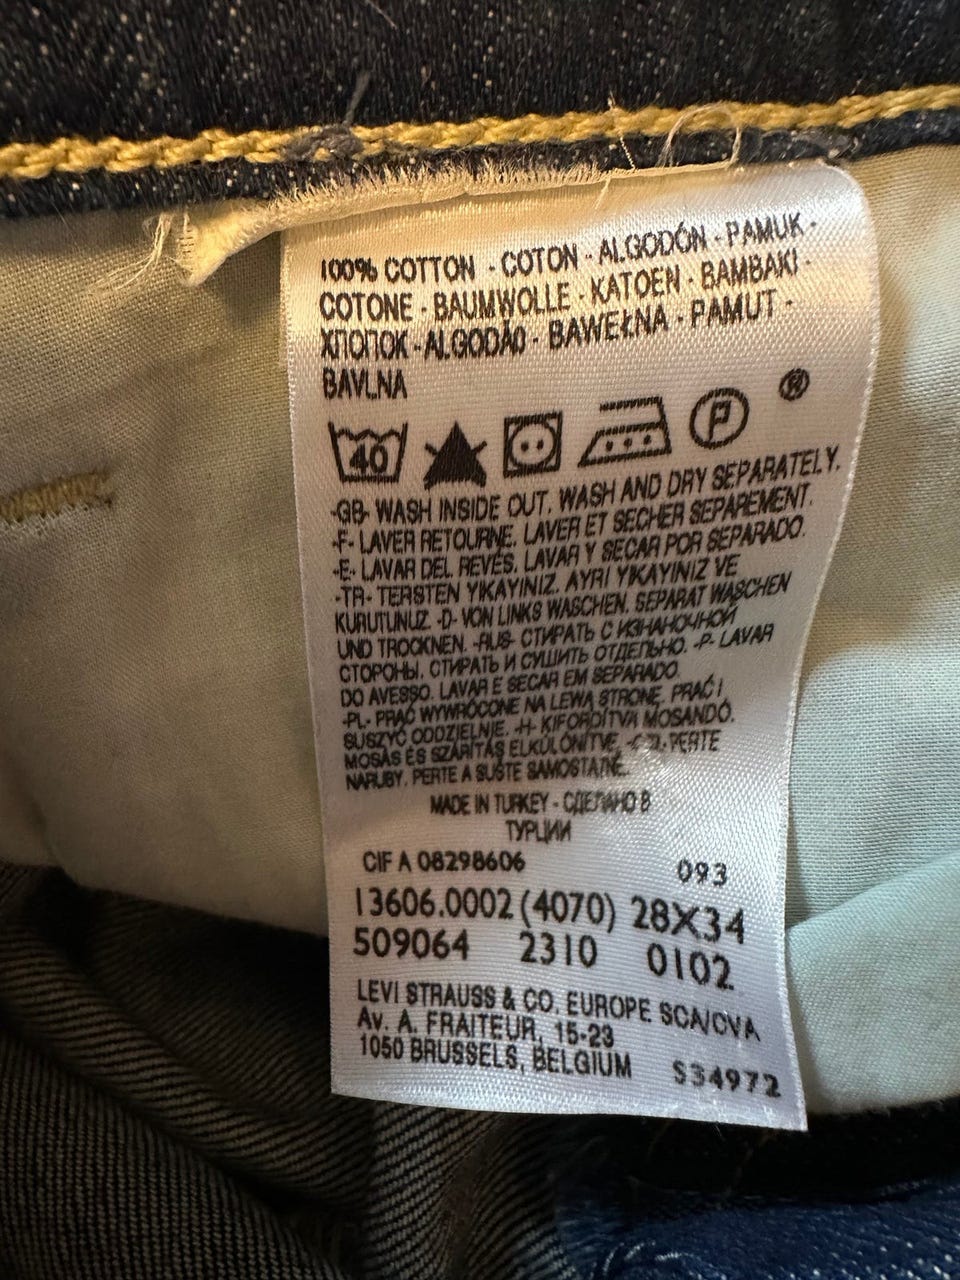 100% COTTON - COTON - ALGODÓN - PAMUK -
COTONE - BAUMWOLLE - KATOEN - BAMBAKI -
ХЛОПОК - ALGODÃO - BAWEŁNA - PAMUT -
BAVLNA
40 P ®
-GB- WASH INSIDE OUT. WASH AND DRY SEPARATELY.
-F- LAVER RETOURNE. LAVER ET SECHER SEPAREMENT.
-E- LAVAR DEL REVÉS. LAVAR Y SECAR POR SEPARADO.
-TR- TERSTEN YIKAYINIZ. AYRI YIKAYINIZ VE
KURUTUNUZ. -D- VON LINKS WASCHEN. SEPARAT WASCHEN
UND TROCKNEN. -RUS- СТИРАТЬ С ИЗНАНОЧНОЙ
СТОРОНЫ. СТИРАТЬ И СУШИТЬ ОТДЕЛЬНО. -P- LAVAR
DO AVESSO. LAVAR E SECAR EM SEPARADO.
-PL- PRAĆ WYWRÓCONE NA LEWĄ STRONĘ. PRAĆ I
SUSZYĆ ODDZIELNIE. -H- KIFORDÍTVA MOSANDÓ.
MOSÁS ÉS SZÁRÍTÁS ELKÜLÖNÍTVE. PERTE
NARUBY. PERTE A SUŠTE SAMOSTATNĚ.
MADE IN TURKEY - СДЕЛАНО В
ТУРЦИИ
CIF A 08298606 093
13606.0002 (4070) 28X34
509064 2310 0102
LEVI STRAUSS & CO. EUROPE SCA/CVA
Av. A. FRAITEUR, 15-23
1050 BRUSSELS, BELGIUM S34972